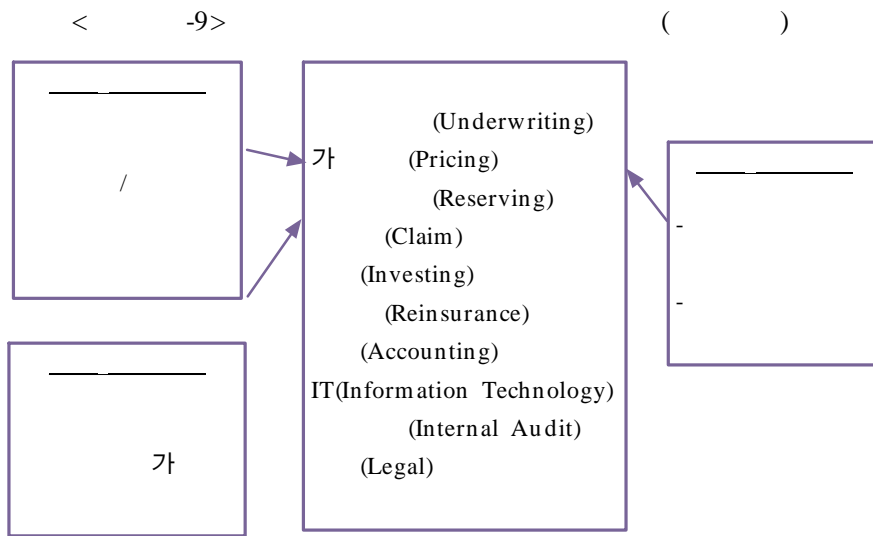 < -9> ( )
/
가
(Underwriting)
가 (Pricing)
(Reserving)
(Claim)
(Investing)
(Reinsurance)
(Accounting)
IT(Information Technology)
(Internal Audit)
(Legal)
-
-